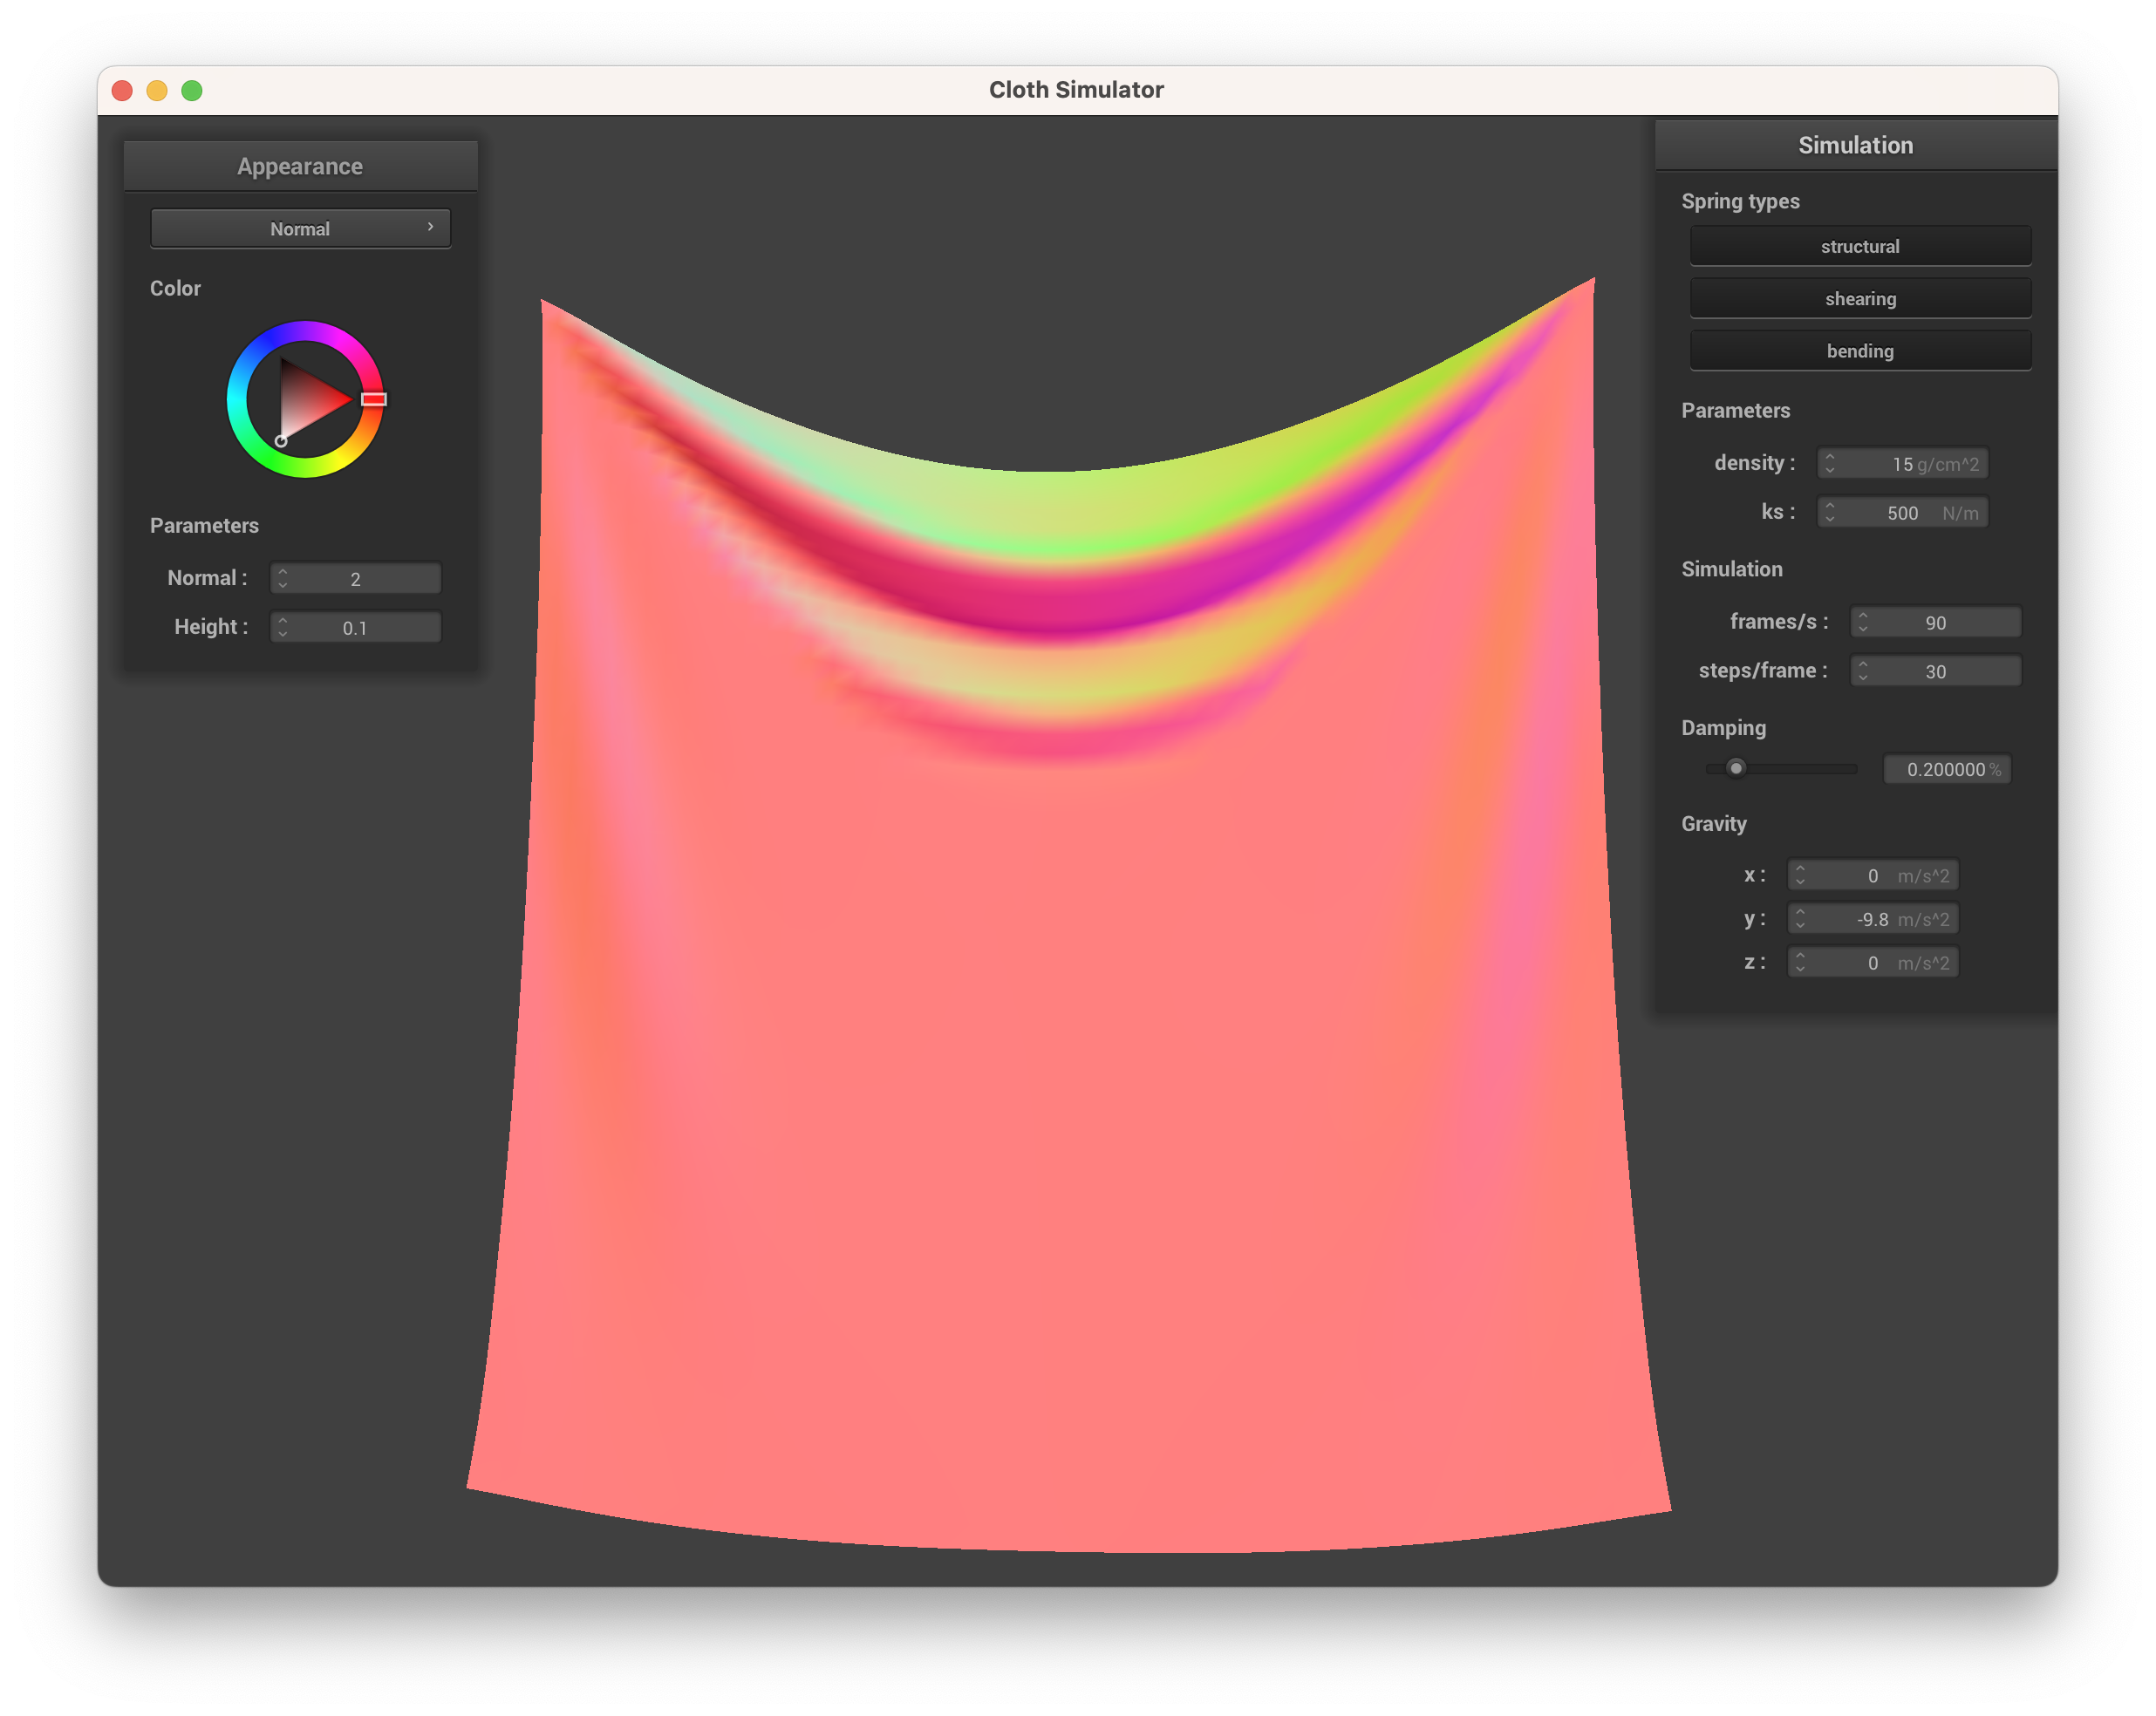 Cloth Simulator
Appearance
Normal
Color
Parameters
Normal : 2
Height : 0.1
Simulation
Spring types
structural
shearing
bending
Parameters
density : 15 g/cm^2
ks : 500 N/m
Simulation
frames/s : 90
steps/frame : 30
Damping
0.200000 %
Gravity
x : 0 m/s^2
y : -9.8 m/s^2
z : 0 m/s^2